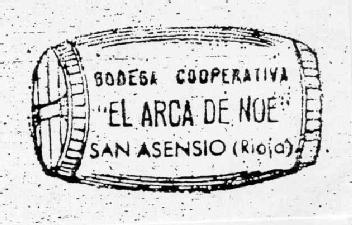 BODEGA COOPERATIVA
"EL ARCA DE NOE"
SAN ASENSIO (Rioja)